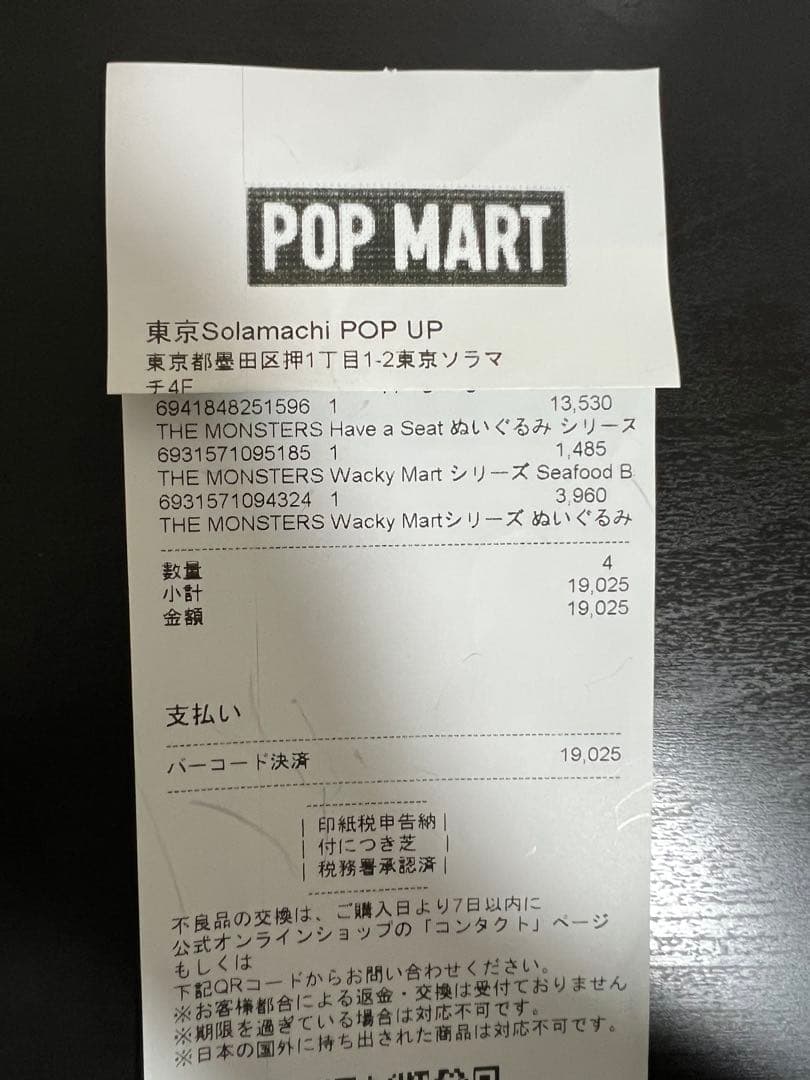 POP MART
東京Solamachi POP UP
東京都墨田区押1丁目1-2東京ソラマ
チ4F
6941848251596 1 13,530
THE MONSTERS Have a Seat ぬいぐるみ シリーズ
6931571095185 1 1,485
THE MONSTERS Wacky Mart シリーズ Seafood B
6931571094324 1 3,960
THE MONSTERS Wacky Martシリーズ ぬいぐるみ
数量 4
小計 19,025
金額 19,025
支払い
バーコード決済 19,025
印紙税申告納
付につき芝
税務署承認済
不良品の交換は、ご購入日より7日以内に
公式オンラインショップの「コンタクト」ページ
もしくは
下記QRコードからお問い合わせください。
※お客様都合による返金・交換は受付ておりません
※期限を過ぎている場合は対応不可です。
※日本の国外に持ち出された商品は対応不可です。